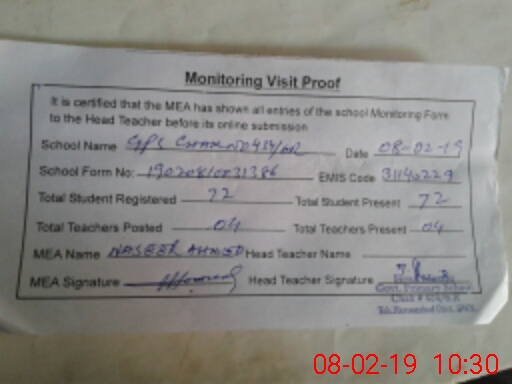 Monitoring Visit Proof
It is certified that the MEA has shown all entries of the school Monitoring Form
to the Head Teacher before its online submission
School Name GPS Date 08-02-19
School Form No: EMIS Code 31140229
Total Student Registered 72 Total Student Present 72
Total Teachers Posted 04 Total Teachers Present 04
MEA Name NASEER AHMED Head Teacher Name
MEA Signature Head Teacher Signature
Govt. Primary School
08-02-19 10:30